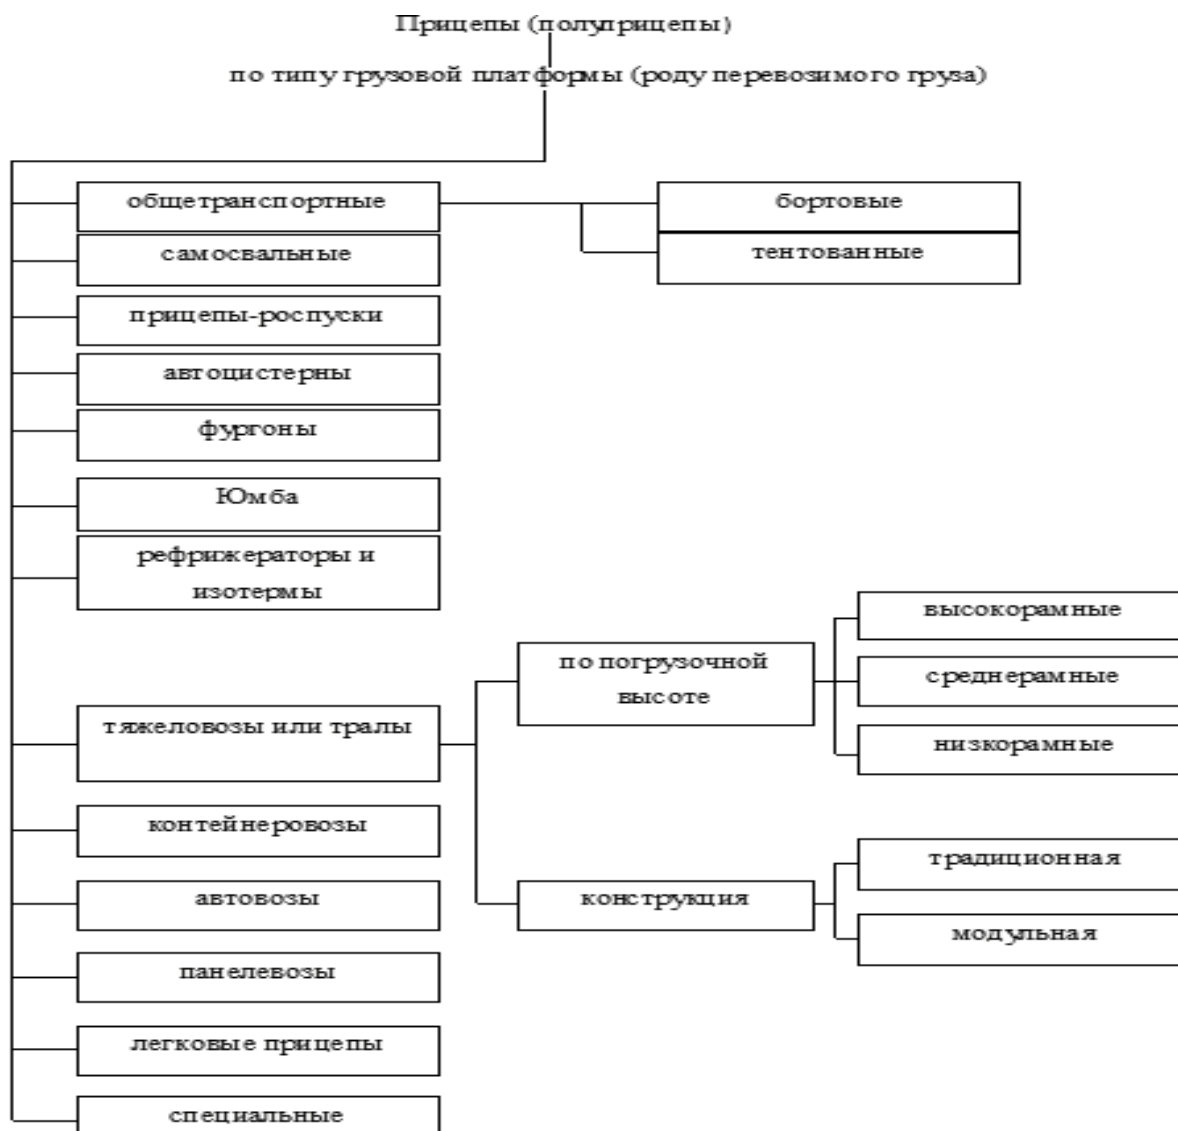 Прицепы (полуприцепы)
по типу грузовой платформы (роду перевозимого груза)
общетранспортные
бортовые
тентованные
самосвальные
прицепы-роспуски
автоцистерны
фургоны
Юмба
рефрижераторы и
изотермы
тяжеловозы или тралы
по погрузочной
высоте
высокорамные
среднерамные
низкорамные
конструкция
традиционная
модульная
контейнеровозы
автовозы
панелевозы
легковые прицепы
специальные